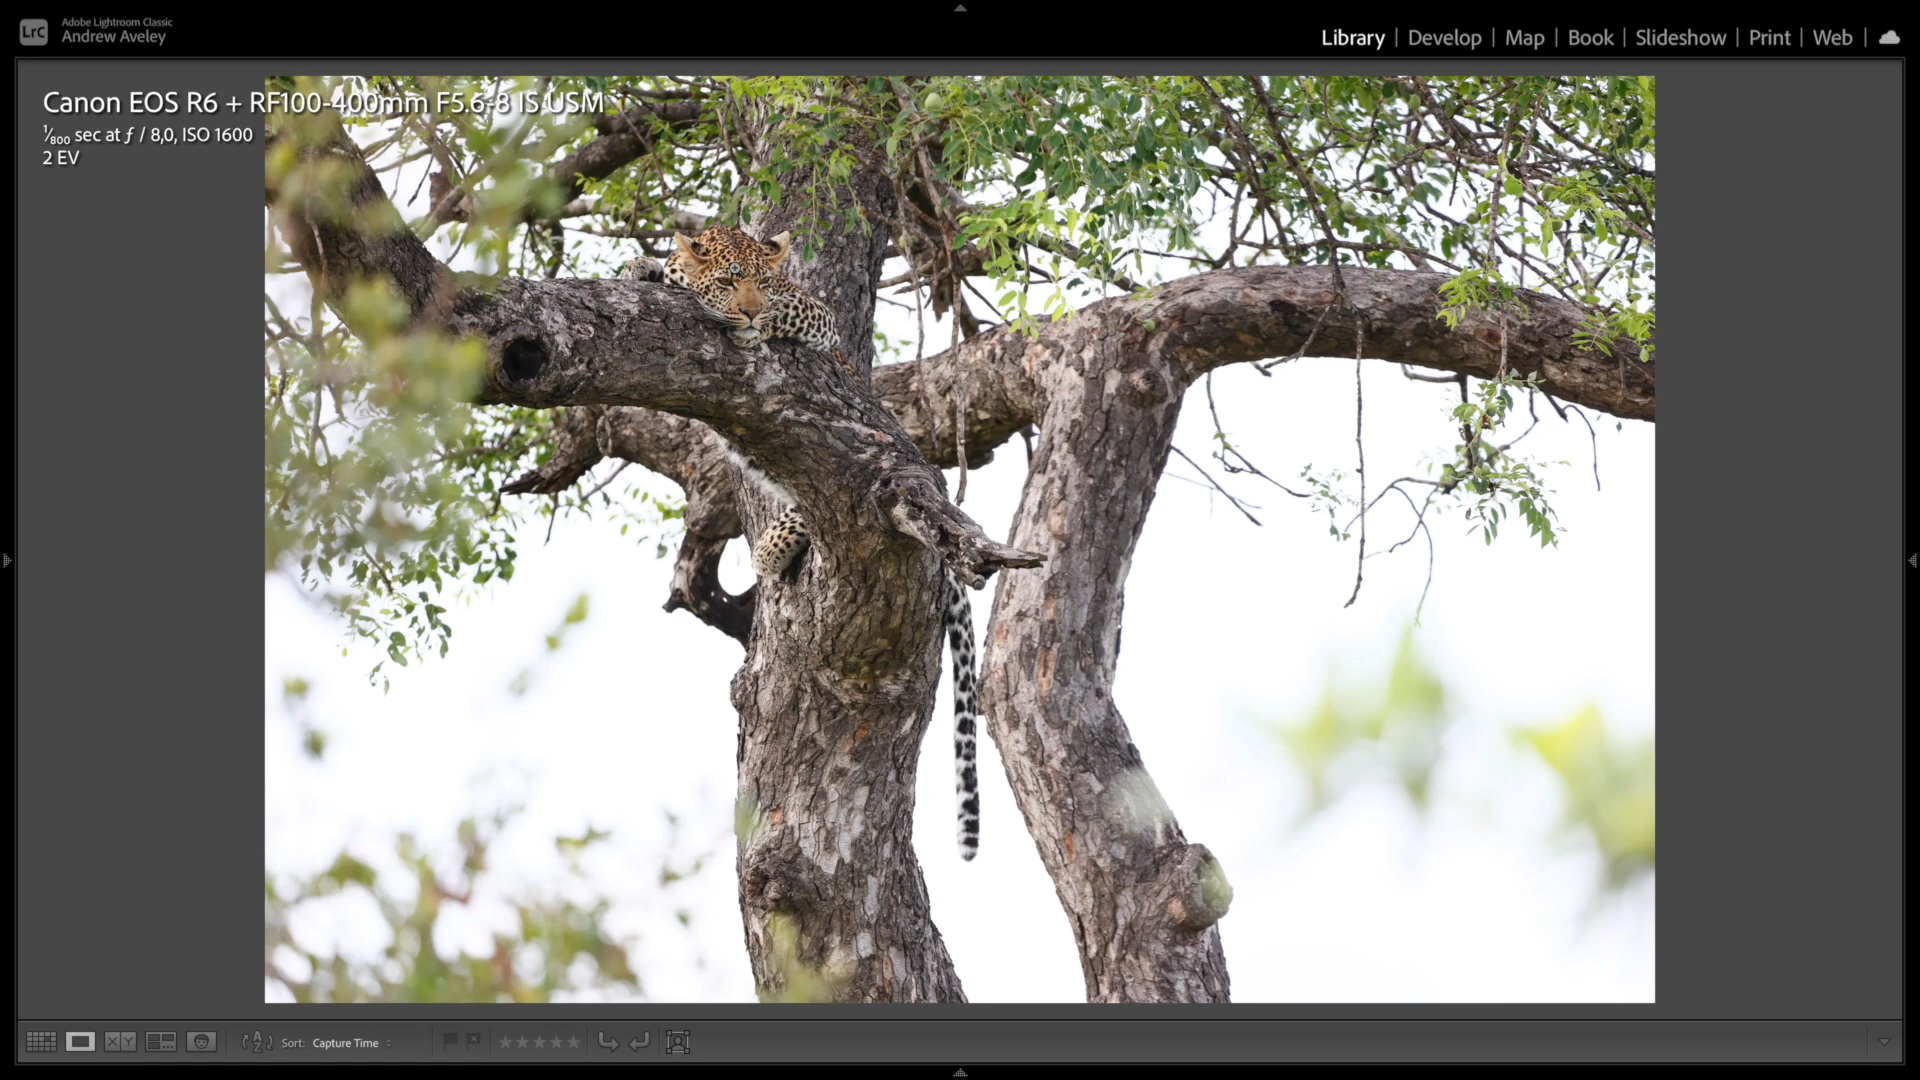 LrC
Adobe Lightroom Classic
Andrew Aveley
Library | Develop | Map | Book | Slideshow | Print | Web |
Canon EOS R6 + RF100-400mm F5.6-8 IS USM
1/800 sec at ƒ / 8,0, ISO 1600
2 EV
X Y
A Z Sort: Capture Time